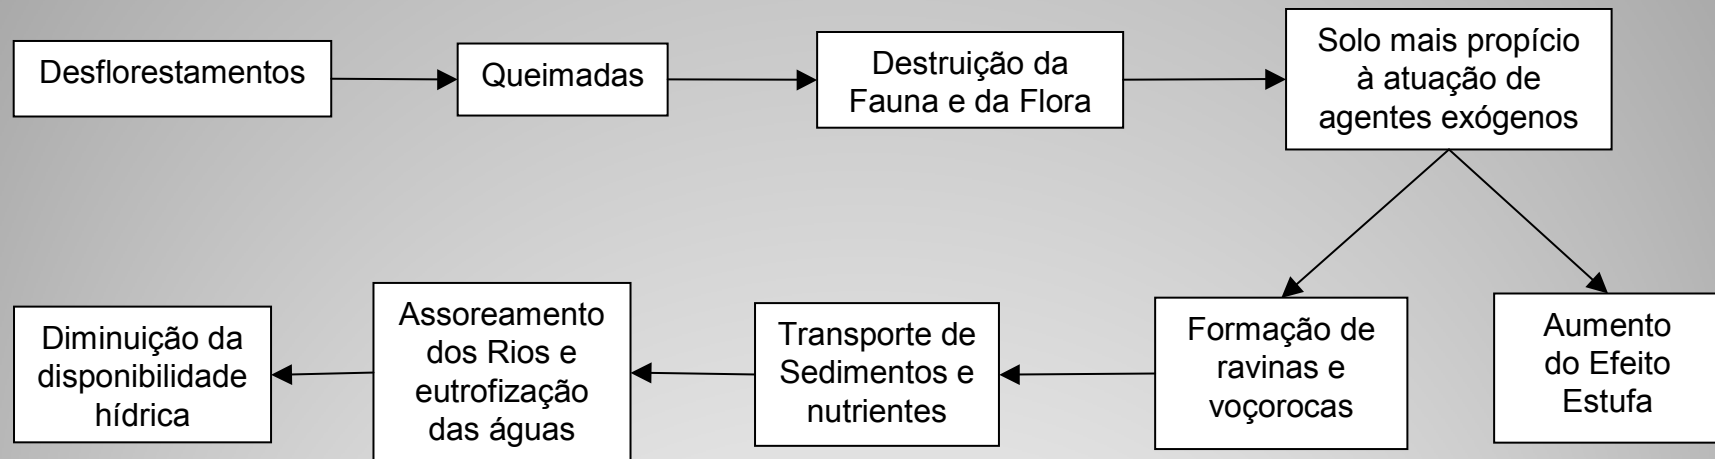 Desflorestamentos
Queimadas
Destruição da
Fauna e da Flora
Solo mais propício
à atuação de
agentes exógenos
Diminuição da
disponibilidade
hídrica
Assoreamento
dos Rios e
eutrofização
das águas
Transporte de
Sedimentos e
nutrientes
Formação de
ravinas e
voçorocas
Aumento
do Efeito
Estufa